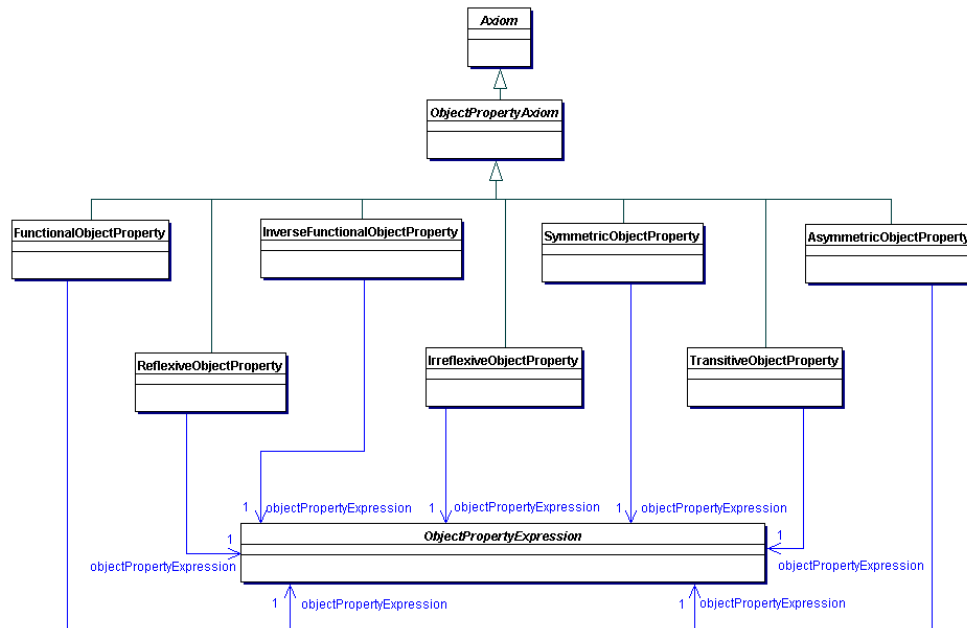 Axiom
ObjectPropertyAxiom
FunctionalObjectProperty
InverseFunctionalObjectProperty
SymmetricObjectProperty
AsymmetricObjectProperty
ReflexiveObjectProperty
IrreflexiveObjectProperty
TransitiveObjectProperty
1 objectPropertyExpression
1 objectPropertyExpression
1 objectPropertyExpression
ObjectPropertyExpression
1
objectPropertyExpression
1
objectPropertyExpression
1 objectPropertyExpression
1 objectPropertyExpression